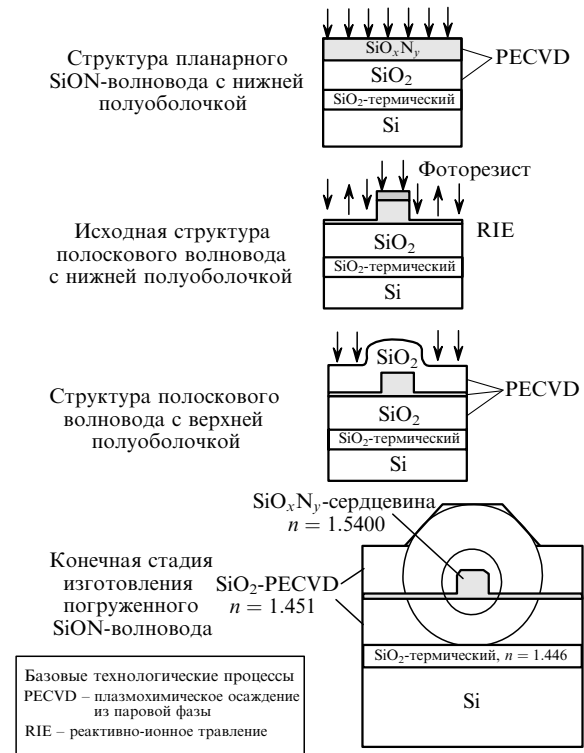 Структура планарного
SiON-волновода с нижней
полуоболочкой
SiOₓNᵧ
SiO₂
SiO₂-термический
Si
PECVD
Исходная структура
полоскового волновода
с нижней полуоболочкой
Фоторезист
RIE
SiO₂
SiO₂-термический
Si
Структура полоскового
волновода с верхней
полуоболочкой
SiO₂
PECVD
SiO₂
SiO₂-термический
Si
SiOₓNᵧ-сердцевина
n = 1.5400
Конечная стадия
изготовления
погруженного
SiON-волновода
SiO₂-PECVD
n = 1.451
SiO₂-термический, n = 1.446
Si
Базовые технологические процессы
PECVD – плазмохимическое осаждение
из паровой фазы
RIE – реактивно-ионное травление